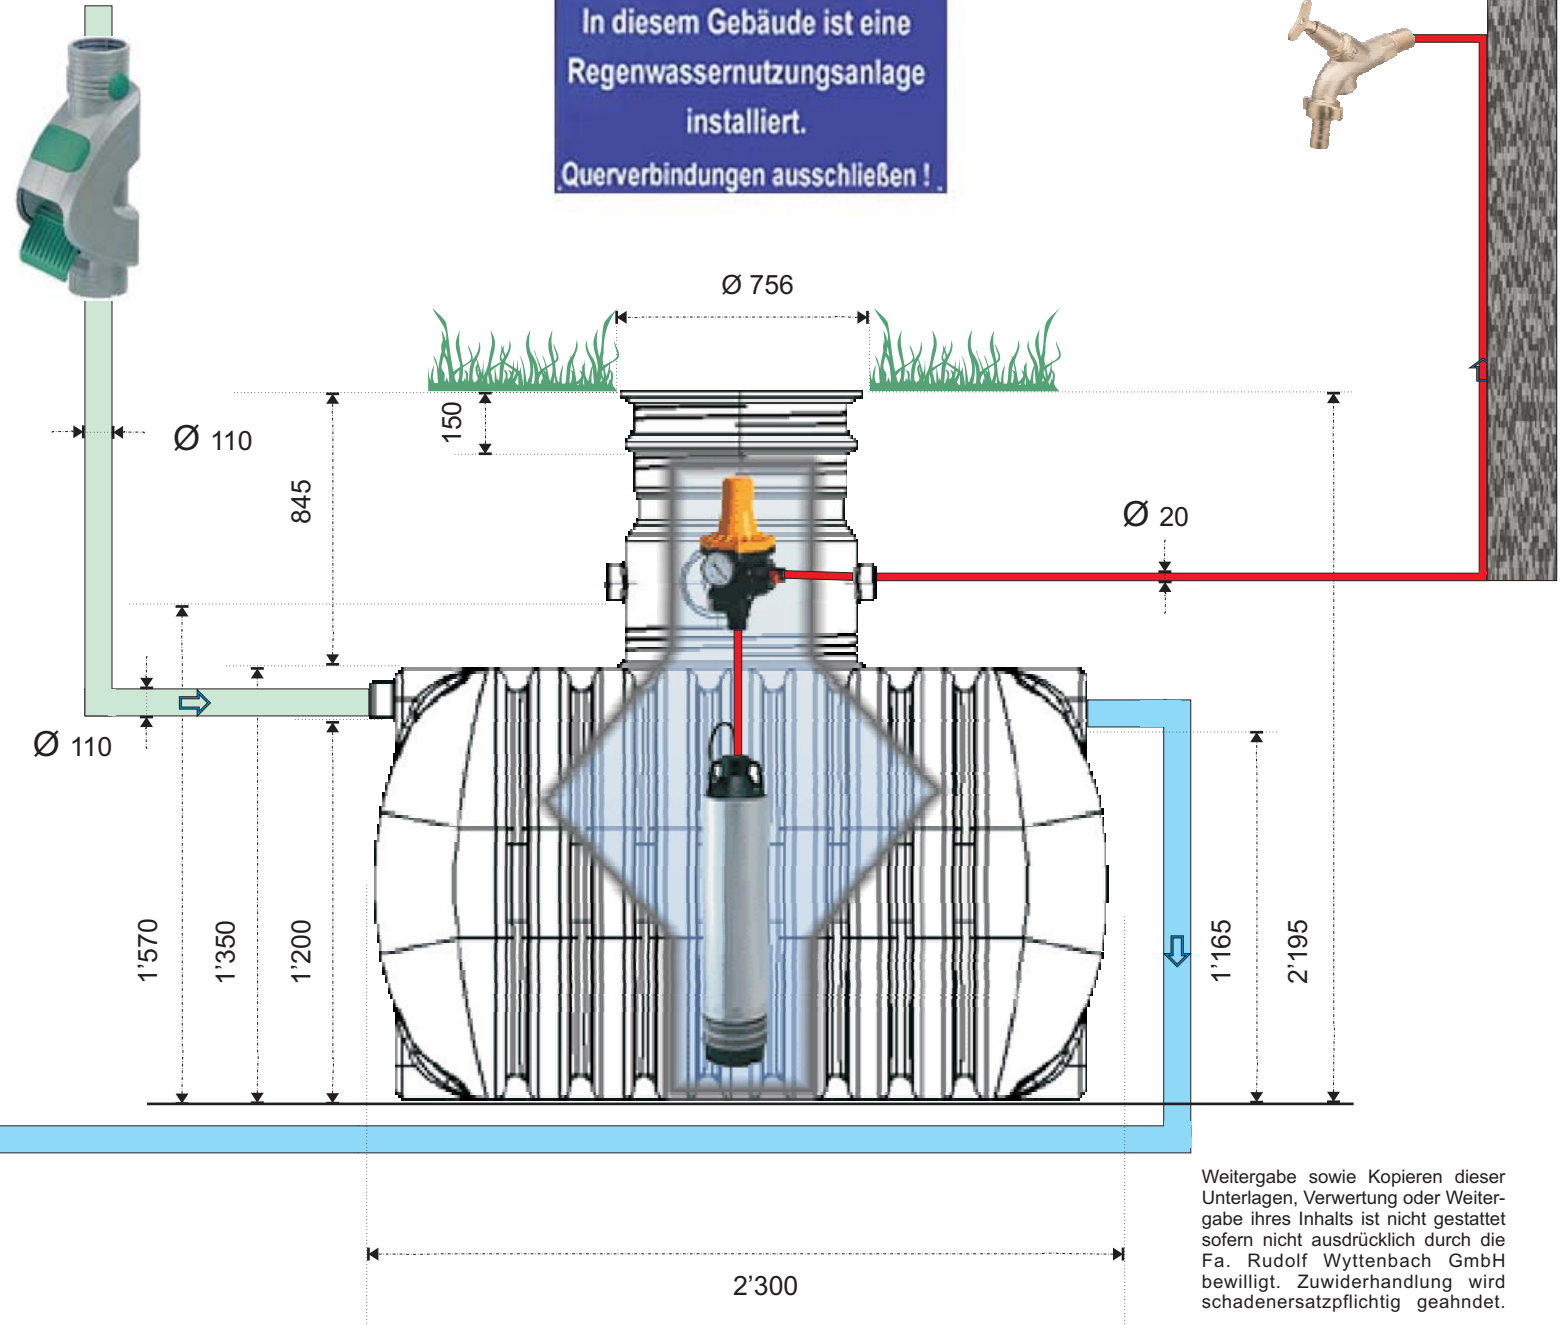 In diesem Gebäude ist eine
Regenwassernutzungsanlage
installiert.
Querverbindungen ausschließen !
Ø 756
150
Ø 110
845
Ø 20
Ø 110
1'570
1'350
1'200
1'165
2'195
2'300
Weitergabe sowie Kopieren dieser
Unterlagen, Verwertung oder Weiter-
gabe ihres Inhalts ist nicht gestattet
sofern nicht ausdrücklich durch die
Fa. Rudolf Wyttenbach GmbH
bewilligt. Zuwiderhandlung wird
schadenersatzpflichtig geahndet.